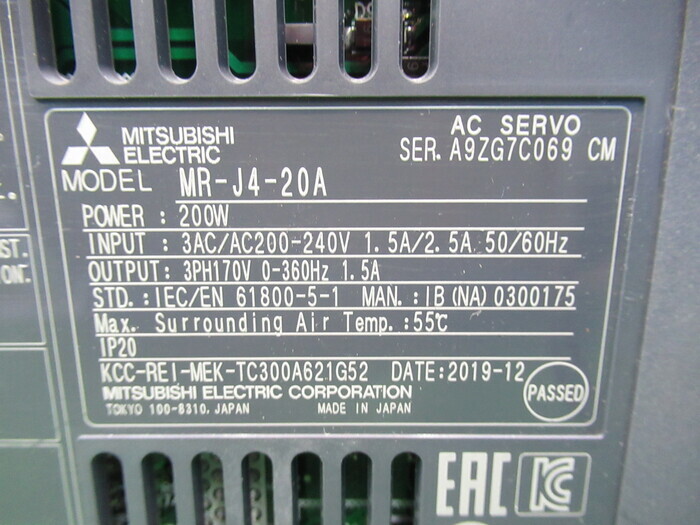 MITSUBISHI
ELECTRIC
AC SERVO
SER. A9ZG7C069 CM
MODEL MR-J4-20A
POWER : 200W
INPUT : 3AC/AC200-240V 1.5A/2.5A 50/60Hz
OUTPUT: 3PH170V 0-360Hz 1.5A
STD.: IEC/EN 61800-5-1 MAN.: IB(NA)0300175
Max. Surrounding Air Temp.:55℃
IP20
KCC-REI-MEK-TC300A621G52 DATE:2019-12
MITSUBISHI ELECTRIC CORPORATION
TOKYO 100-8310, JAPAN MADE IN JAPAN
PASSED
EAC